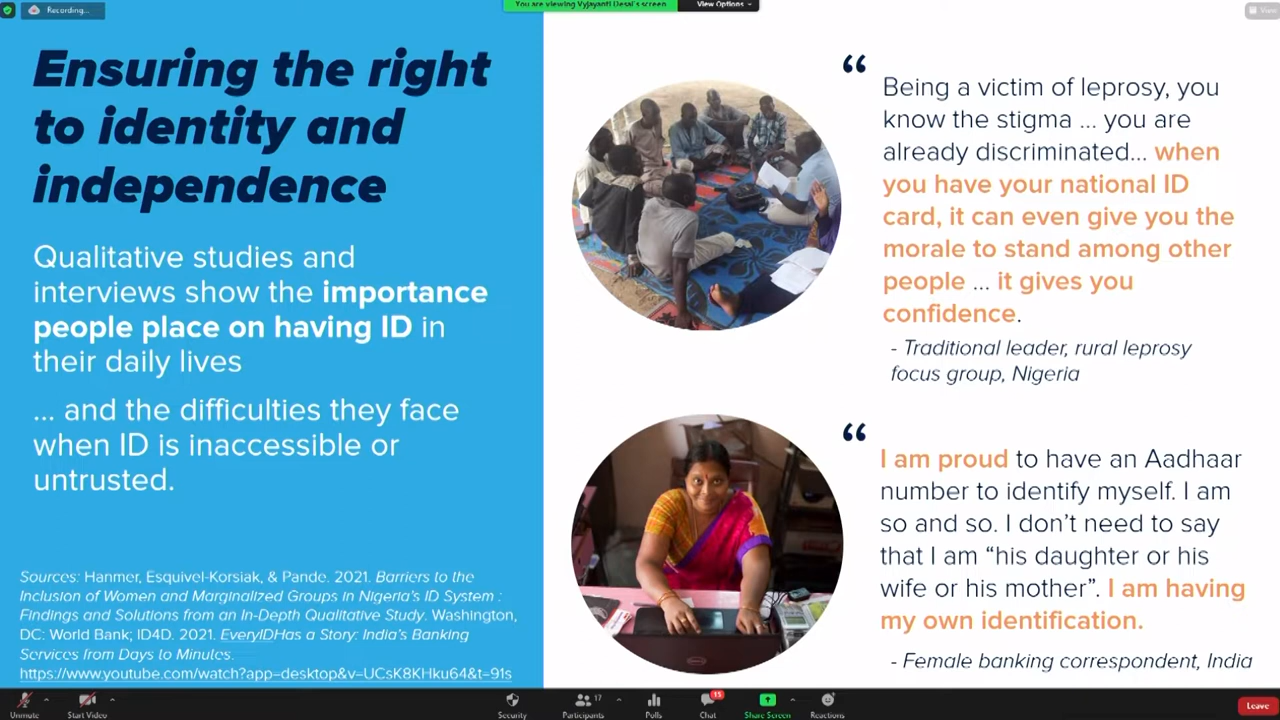 Recording...
You are viewing Vyjayanti Desai's screen
View Options
View
Ensuring the right
to identity and
independence
Qualitative studies and
interviews show the importance
people place on having ID in
their daily lives
... and the difficulties they face
when ID is inaccessible or
untrusted.
Sources: Hanmer, Esquivel-Korsiak, & Pande. 2021. Barriers to the
Inclusion of Women and Marginalized Groups in Nigeria's ID System :
Findings and Solutions from an In-Depth Qualitative Study. Washington,
DC: World Bank; ID4D. 2021. EveryIDHas a Story: India's Banking
Services from Days to Minutes.
https://www.youtube.com/watch?app=desktop&v=UCsK8KHku64&t=91s
“
Being a victim of leprosy, you
know the stigma ... you are
already discriminated... when
you have your national ID
card, it can even give you the
morale to stand among other
people ... it gives you
confidence.
- Traditional leader, rural leprosy
focus group, Nigeria
“
I am proud to have an Aadhaar
number to identify myself. I am
so and so. I don't need to say
that I am “his daughter or his
wife or his mother”. I am having
my own identification.
- Female banking correspondent, India
Unmute
Start Video
Security
Participants
17
Polls
Chat
15
Share Screen
Reactions
Leave